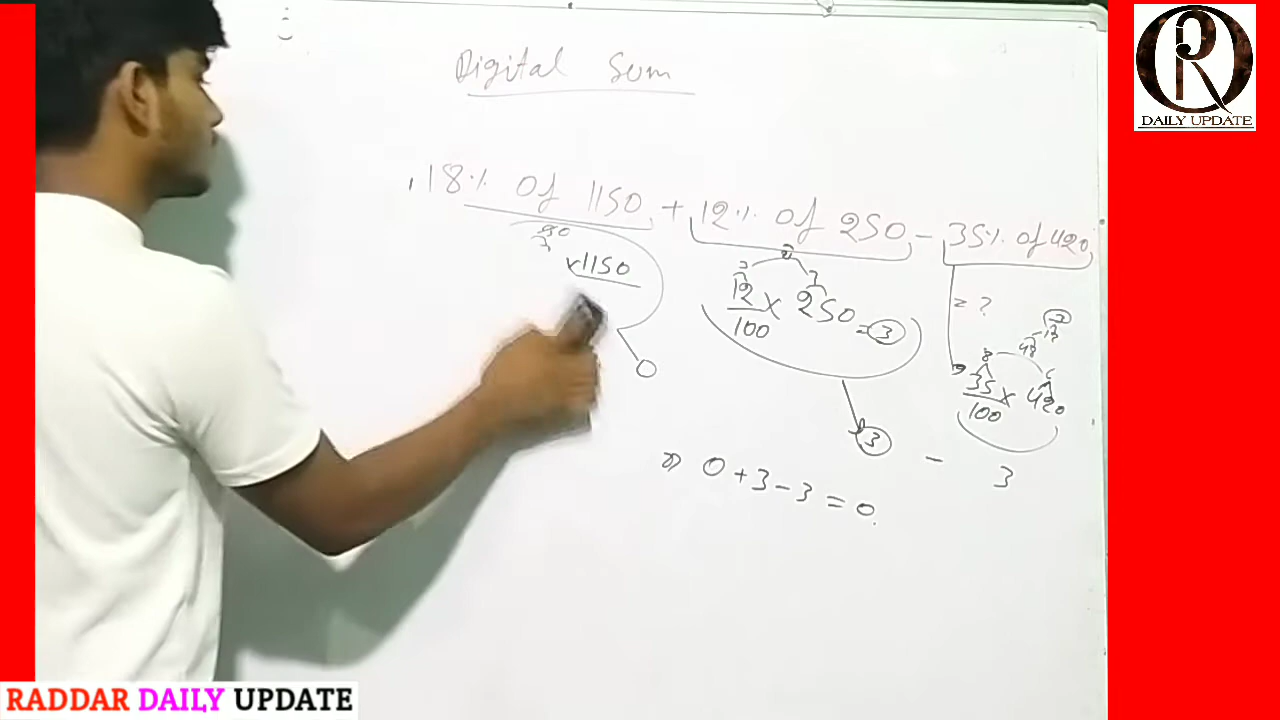 Digital Sum
18% of 1150 + 12% of 250 - 35% of 420
= ?
×1150
12/100 × 250 = 3
35/100 × 420
0
3 - 3
⇒ 0 + 3 - 3 = 0
DAILY UPDATE
RADDAR DAILY UPDATE